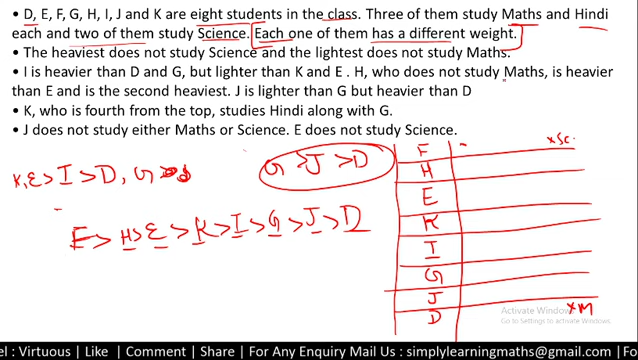 • D, E, F, G, H, I, J and K are eight students in the class. Three of them study Maths and Hindi
each and two of them study Science. Each one of them has a different weight.
• The heaviest does not study Science and the lightest does not study Maths.
• I is heavier than D and G, but lighter than K and E . H, who does not study Maths, is heavier
than E and is the second heaviest. J is lighter than G but heavier than D
• K, who is fourth from the top, studies Hindi along with G.
• J does not study either Maths or Science. E does not study Science.
K, E > I > D, G >
G > J > D
F > H > E > K > I > G > J > D
F
×Sc.
H
E
K
I
G
J
D
×M
Activate Windows
Go to Settings to activate Windows.
l : Virtuous | Like | Comment | Share | For Any Enquiry Mail Us : simplylearningmaths@gmail.com | Fo